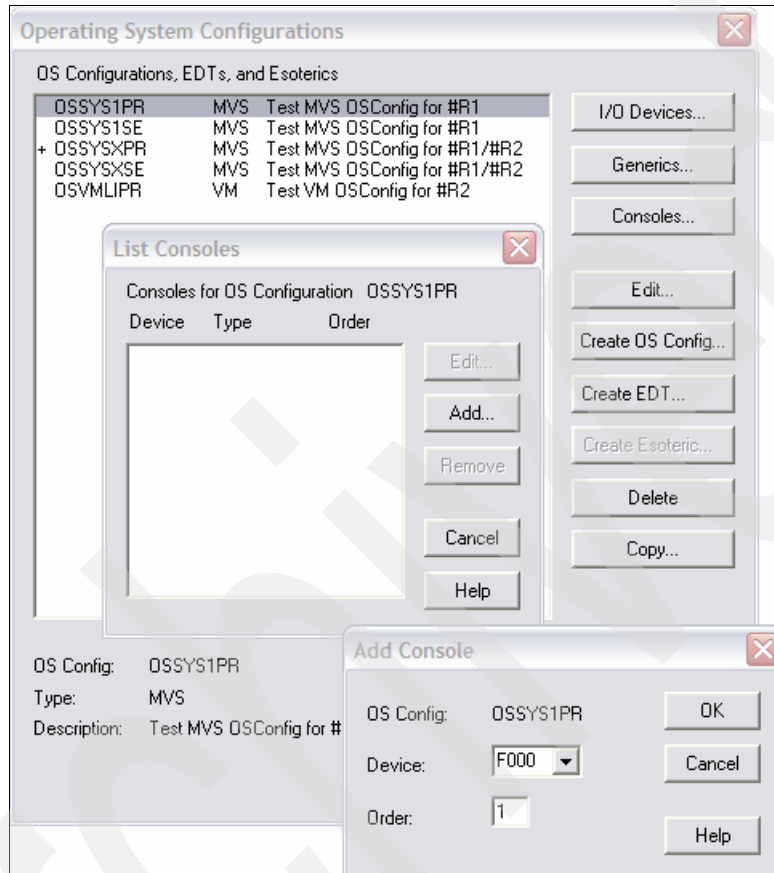 Operating System Configurations
OS Configurations, EDTs, and Esoterics
OSSYS1PR MVS Test MVS OSConfig for #R1
OSSYS1SE MVS Test MVS OSConfig for #R1
+ OSSYSXPR MVS Test MVS OSConfig for #R1/#R2
OSSYSXSE MVS Test MVS OSConfig for #R1/#R2
OSVMLIPR VM Test VM OSConfig for #R2
I/O Devices...
Generics...
Consoles...
Edit...
Create OS Config...
Create EDT...
Create Esoteric...
Delete
Copy...
List Consoles
Consoles for OS Configuration OSSYS1PR
Device Type Order
Edit...
Add...
Remove
Cancel
Help
OS Config: OSSYS1PR
Type: MVS
Description: Test MVS OSConfig for #
Add Console
OS Config: OSSYS1PR
Device: F000
Order: 1
OK
Cancel
Help